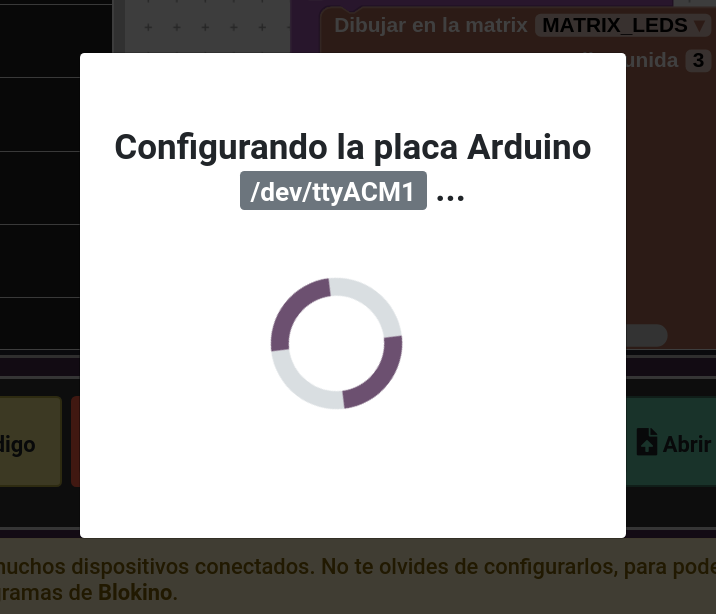 Dibujar en la matrix MATRIX_LEDS ▾
unida 3
Configurando la placa Arduino
/dev/ttyACM1 ...
digo
Abrir
muchos dispositivos conectados. No te olvides de configurarlos, para pode
ramas de Blokino.